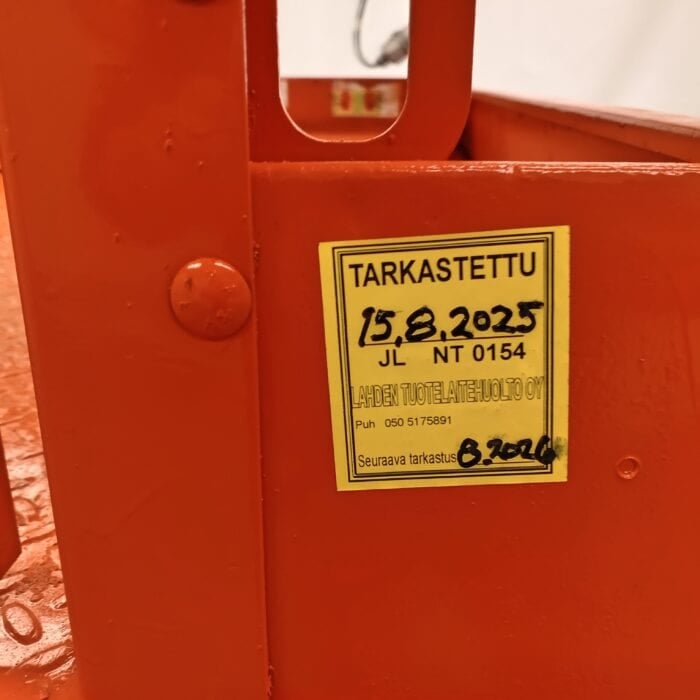 TARKASTETTU
15.8.2025
JL NT 0154
LAHDEN TUOTELAITEHUOLTO OY
Puh 050 5175891
Seuraava tarkastus 8.2026